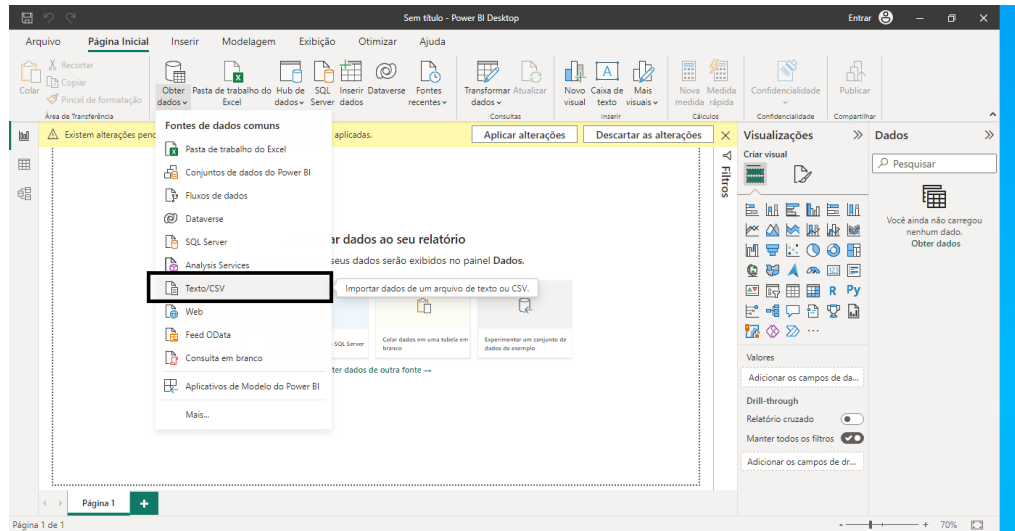 Sem título - Power BI Desktop
Entrar
Arquivo Página Inicial Inserir Modelagem Exibição Otimizar Ajuda
Colar
Recortar
Copiar
Pincel de formatação
Área de Transferência
Obter dados
Pasta de trabalho do Excel
Hub de dados
SQL Server
Inserir dados
Dataverse
Fontes recentes
Transformar dados
Atualizar
Consultas
Novo visual
Caixa de texto
Mais visuais
Inserir
Nova medida
Medida rápida
Cálculos
Confidencialidade
Confidencialidade
Publicar
Compartilhar
Existem alterações penc
aplicadas.
Aplicar alterações
Descartar as alterações
Fontes de dados comuns
Pasta de trabalho do Excel
Conjuntos de dados do Power BI
Fluxos de dados
Dataverse
SQL Server
Analysis Services
Texto/CSV
Web
Feed OData
Consulta em branco
Aplicativos de Modelo do Power BI
Mais...
Importar dados de um arquivo de texto ou CSV.
ar dados ao seu relatório
seus dados serão exibidos no painel Dados.
SQL Server
Colar dados em uma tabela em
branco
Experimentar um conjunto de
dados de exemplo
ter dados de outra fonte →
Filtros
Visualizações
Criar visual
R Py
Valores
Adicionar os campos de da...
Drill-through
Relatório cruzado
Manter todos os filtros
Adicionar os campos de dr...
Dados
Pesquisar
Você ainda não carregou
nenhum dado.
Obter dados
Página 1
Página 1 de 1
70%